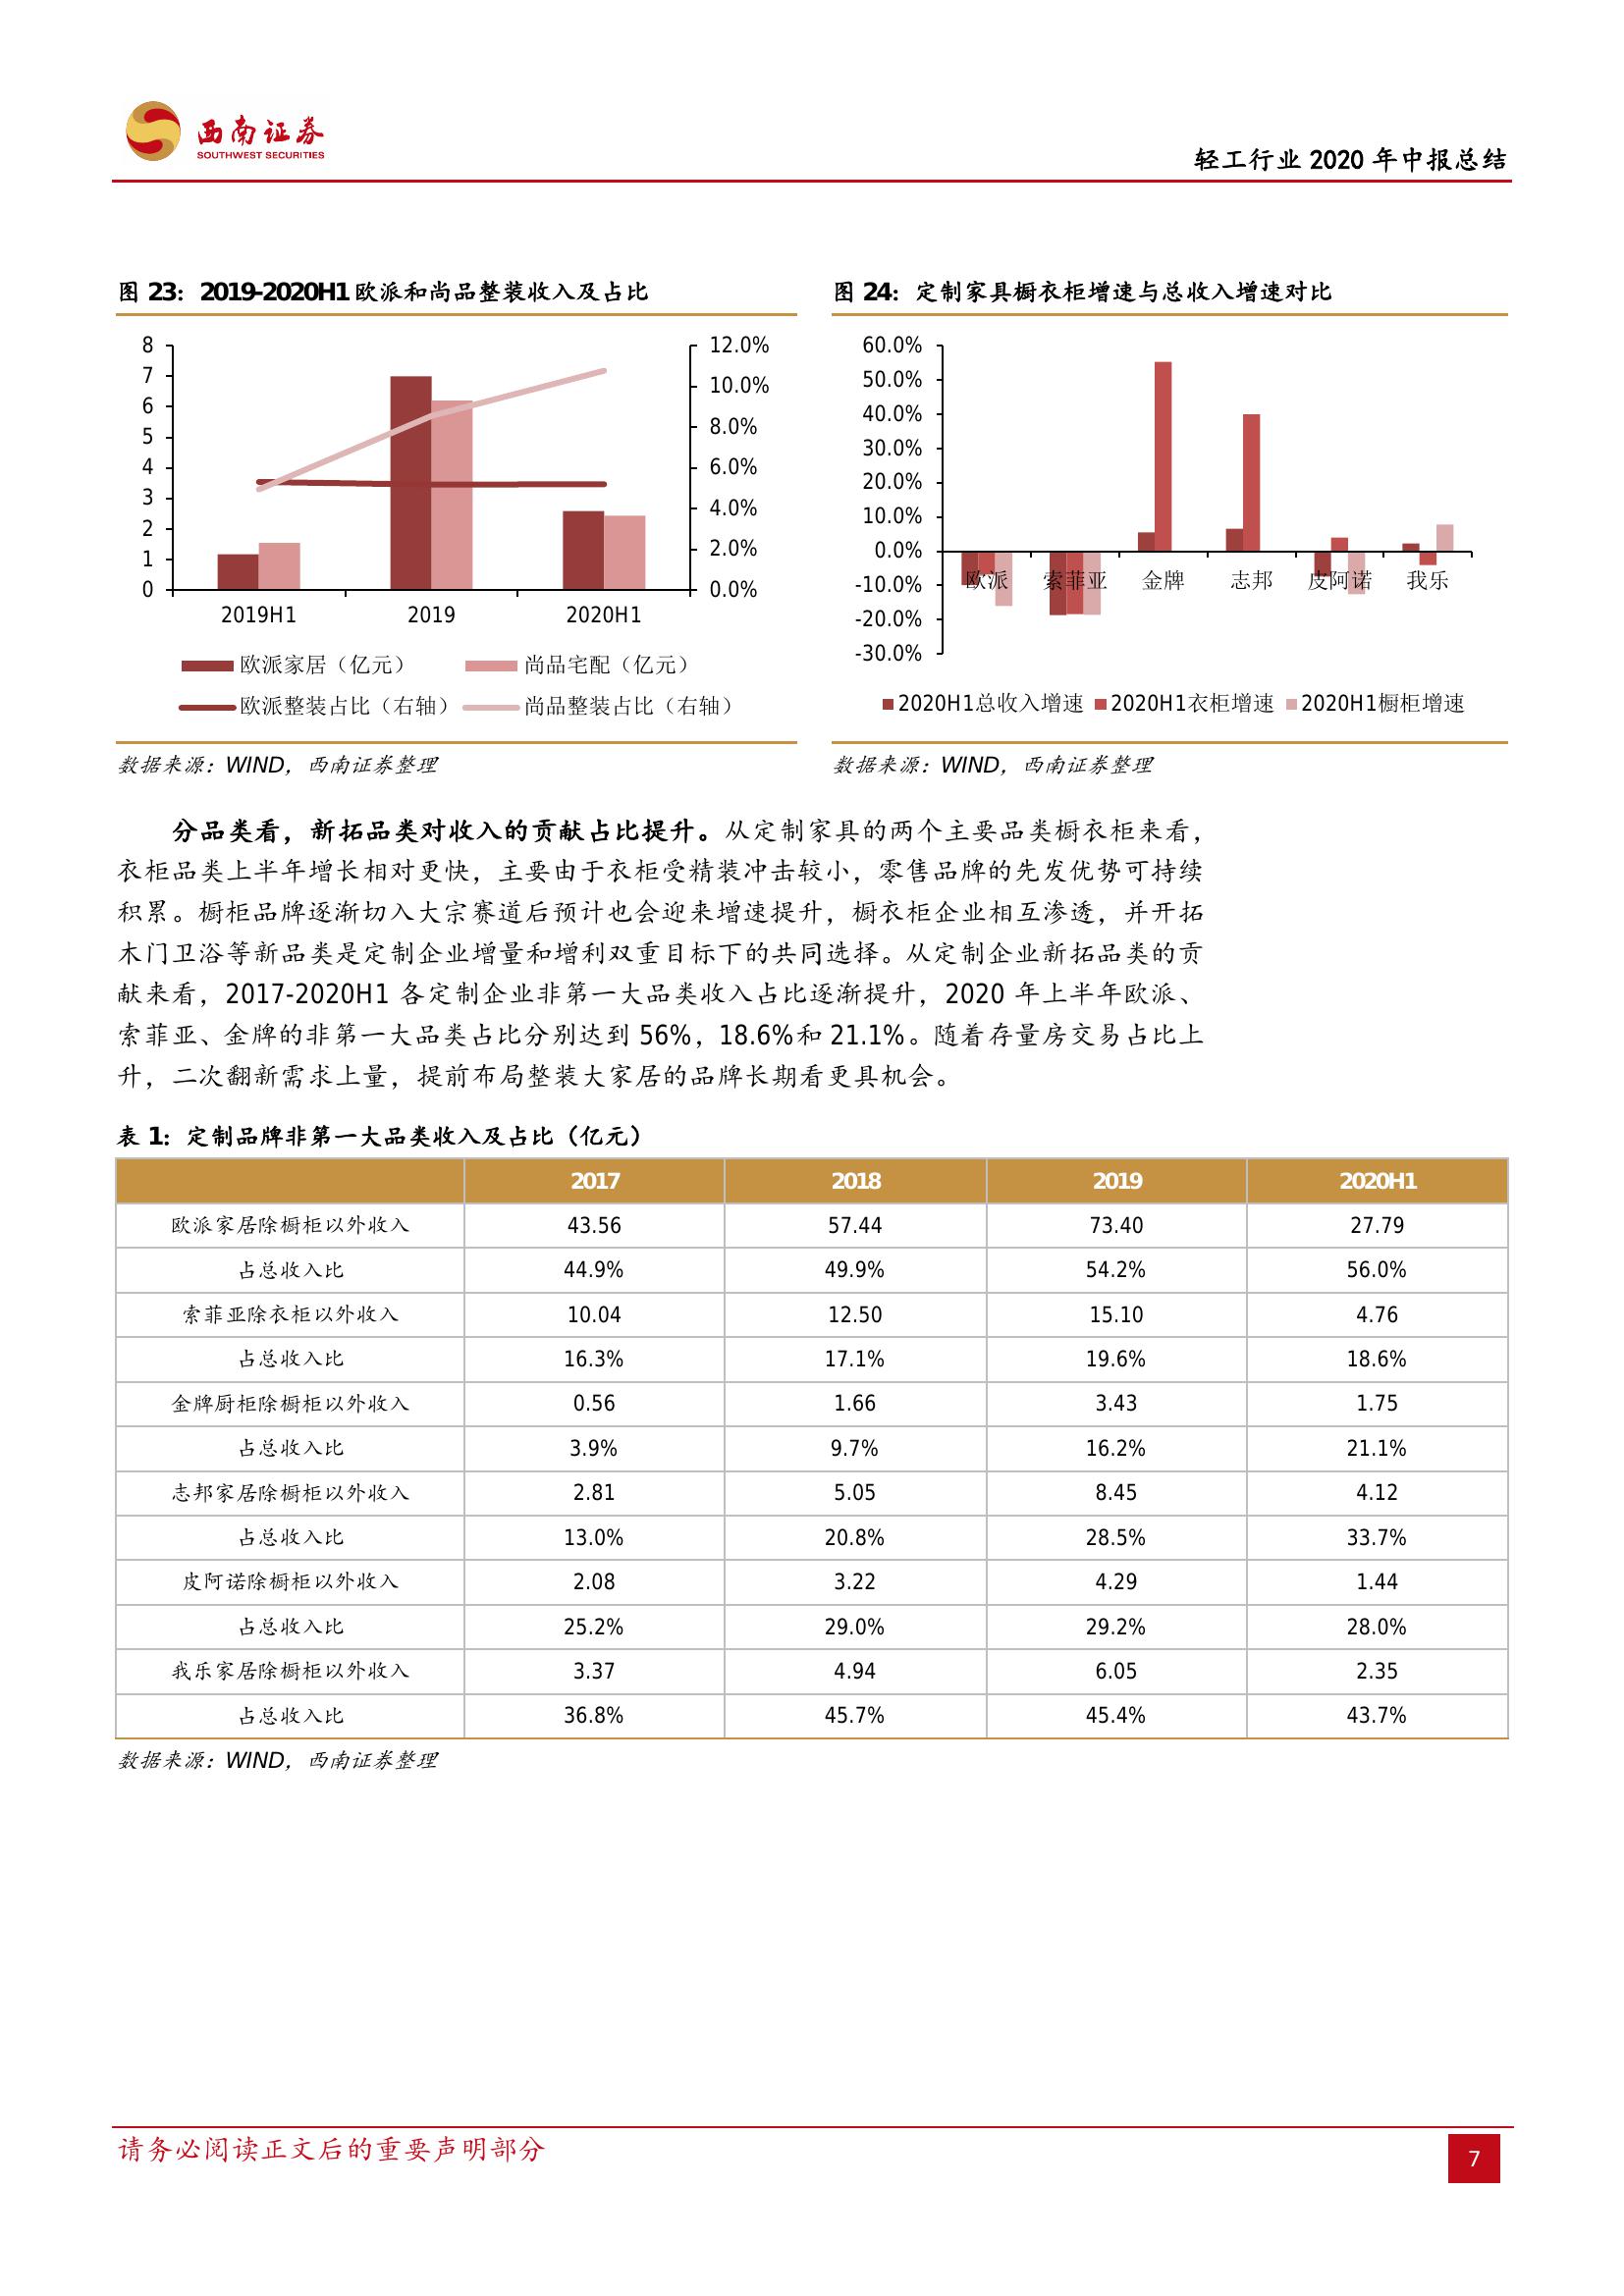 西南证券
SOUTHWEST SECURITIES
轻工行业 2020 年中报总结
图 23：2019-2020H1 欧派和尚品整装收入及占比
8
7
6
5
4
3
2
1
0
12.0%
10.0%
8.0%
6.0%
4.0%
2.0%
0.0%
2019H1 2019 2020H1
欧派家居（亿元） 尚品宅配（亿元）
欧派整装占比（右轴） 尚品整装占比（右轴）
数据来源：WIND，西南证券整理
图 24：定制家具橱衣柜增速与总收入增速对比
60.0%
50.0%
40.0%
30.0%
20.0%
10.0%
0.0%
-10.0%
-20.0%
-30.0%
欧派 索菲亚 金牌 志邦 皮阿诺 我乐
2020H1总收入增速 2020H1衣柜增速 2020H1橱柜增速
数据来源：WIND，西南证券整理
分品类看，新拓品类对收入的贡献占比提升。从定制家具的两个主要品类橱衣柜来看，
衣柜品类上半年增长相对更快，主要由于衣柜受精装冲击较小，零售品牌的先发优势可持续
积累。橱柜品牌逐渐切入大宗赛道后预计也会迎来增速提升，橱衣柜企业相互渗透，并开拓
木门卫浴等新品类是定制企业增量和增利双重目标下的共同选择。从定制企业新拓品类的贡
献来看，2017-2020H1 各定制企业非第一大品类收入占比逐渐提升，2020 年上半年欧派、
索菲亚、金牌的非第一大品类占比分别达到 56%，18.6%和 21.1%。随着存量房交易占比上
升，二次翻新需求上量，提前布局整装大家居的品牌长期看更具机会。
表 1：定制品牌非第一大品类收入及占比（亿元）
2017 2018 2019 2020H1
欧派家居除橱柜以外收入 43.56 57.44 73.40 27.79
占总收入比 44.9% 49.9% 54.2% 56.0%
索菲亚除衣柜以外收入 10.04 12.50 15.10 4.76
占总收入比 16.3% 17.1% 19.6% 18.6%
金牌厨柜除橱柜以外收入 0.56 1.66 3.43 1.75
占总收入比 3.9% 9.7% 16.2% 21.1%
志邦家居除橱柜以外收入 2.81 5.05 8.45 4.12
占总收入比 13.0% 20.8% 28.5% 33.7%
皮阿诺除橱柜以外收入 2.08 3.22 4.29 1.44
占总收入比 25.2% 29.0% 29.2% 28.0%
我乐家居除橱柜以外收入 3.37 4.94 6.05 2.35
占总收入比 36.8% 45.7% 45.4% 43.7%
数据来源：WIND，西南证券整理
请务必阅读正文后的重要声明部分
7